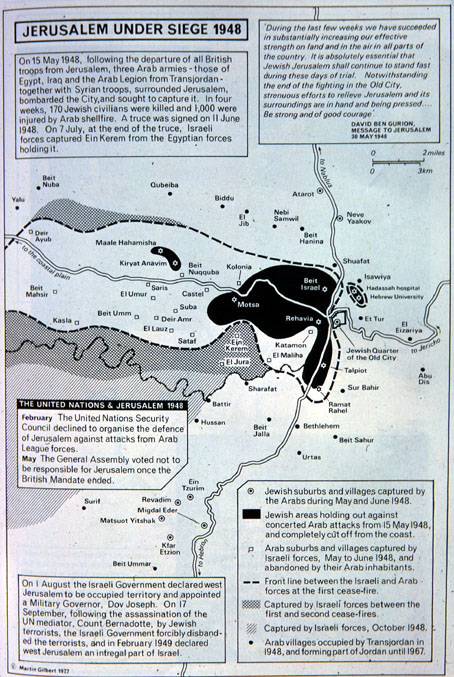 JERUSALEM UNDER SIEGE 1948
On 15 May 1948, following the departure of all British
troops from Jerusalem, three Arab armies - those of
Egypt, Iraq and the Arab Legion from Transjordan -
together with Syrian troops, surrounded Jerusalem,
bombarded the City, and sought to capture it. In four
weeks, 170 Jewish civilians were killed and 1,000 were
injured by Arab shellfire. A truce was signed on 11 June
1948. On 7 July, at the end of the truce, Israeli
forces captured Ein Kerem from the Egyptian forces
holding it.
"During the last few weeks we have succeeded
in substantially increasing our effective
strength on land and in the air in all parts of
the country. It is absolutely essential that
Jewish Jerusalem shall continue to stand fast
during these days of trial. Notwithstanding
the end of the fighting in the Old City,
strenuous efforts to relieve Jerusalem and its
surroundings are in hand and being pressed....
Be strong and of good courage"
DAVID BEN GURION,
MESSAGE TO JERUSALEM
30 MAY 1948
0 2miles
0 3km
to Nablus
Beit
Nuba
Yalu
Qubeiba
Biddu
El
Jib
Nebi
Samwil
Atarot
Neve
Yaakov
Beit
Hanina
Deir
Ayub
Maale Hahamisha
Kiryat Anavim
Beit
Nuqquba
Kolonia
Shuafat
Isawiya
Hadassah hospital
Hebrew University
to the coastal plain
Beit
Israel
Beit
Mahsir
Saris
El Umur
Castel
Motsa
Suba
Beit Umm
Deir Amr
Rehavia
Et Tur
El
Eizariya
Kasla
El Lauz
Sataf
Ein
Kerem
Katamon
El Maliha
Jewish Quarter
of the Old City
to Jericho
El Jura
Talpiot
Abu
Dis
Sharafat
Sur Bahir
Ramat
Rahel
Battir
Hussan
Beit
Jalla
Bethlehem
Beit Sahur
Urtas
THE UNITED NATIONS & JERUSALEM 1948
February The United Nations Security
Council declined to organise the defence
of Jerusalem against attacks from Arab
League forces.
May The General Assembly voted not to
be responsible for Jerusalem once the
British Mandate ended.
Surif
Ein
Tzurim
Revadim
Migdal Eder
Matsuot Yitshak
Kfar
Etzion
Beit Ummar
to Hebron
Jewish suburbs and villages captured by
the Arabs during May and June 1948.
Jewish areas holding out against
concerted Arab attacks from 15 May 1948,
and completely cut off from the coast.
Arab suburbs and villages captured by
Israeli forces, May to June 1948, and
abandoned by their Arab inhabitants.
Front line between the Israeli and Arab
forces at the first cease-fire.
Captured by Israeli forces between the
first and second cease-fires.
Captured by Israeli forces, October 1948.
Arab villages occupied by Transjordan in
1948, and forming part of Jordan until 1967.
On 1 August the Israeli Government declared west
Jerusalem to be occupied territory and appointed
a Military Governor, Dov Joseph. On 17
September, following the assassination of the
UN mediator, Count Bernadotte, by Jewish
terrorists, the Israeli Government forcibly disband-
ed the terrorists, and in February 1949 declared
west Jerusalem an intregal part of Israel.
© Martin Gilbert 1977